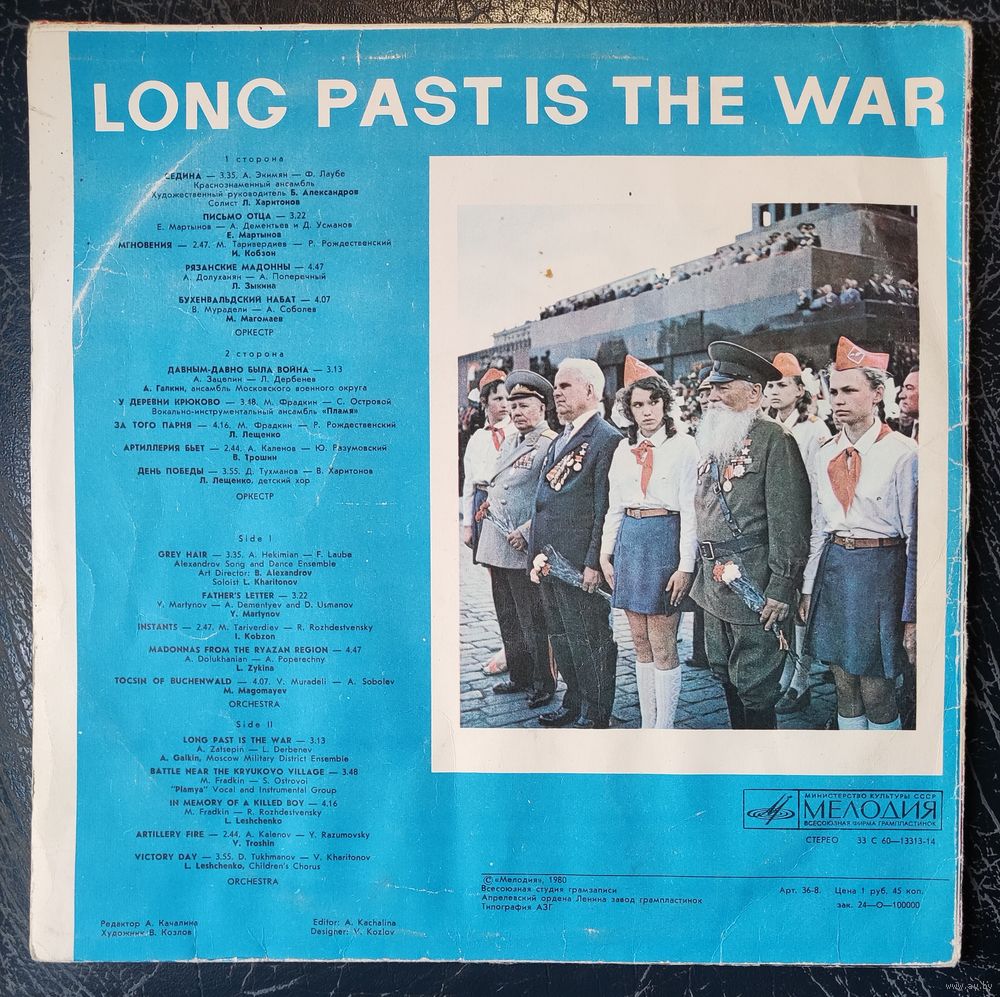 LONG PAST IS THE WAR
1 сторона
СЕДИНА — 3.35. А. Экимян — Ф. Лаубе
Краснознаменный ансамбль
Художественный руководитель Б. Александров
Солист Л. Харитонов
ПИСЬМО ОТЦА — 3.22
Е. Мартынов — А. Дементьев и Д. Усманов
Е. Мартынов
МГНОВЕНИЯ — 2.47. М. Таривердиев — Р. Рождественский
И. Кобзон
РЯЗАНСКИЕ МАДОННЫ — 4.47
А. Долуханян — А. Поперечный
Л. Зыкина
БУХЕНВАЛЬДСКИЙ НАБАТ — 4.07
В. Мурадели — А. Соболев
М. Магомаев
ОРКЕСТР
2 сторона
ДАВНЫМ-ДАВНО БЫЛА ВОЙНА — 3.13
А. Зацепин — Л. Дербенев
А. Галкин, ансамбль Московского военного округа
У ДЕРЕВНИ КРЮКОВО — 3.48. М. Фрадкин — С. Островой
Вокально-инструментальный ансамбль «Пламя»
ЗА ТОГО ПАРНЯ — 4.16. М. Фрадкин — Р. Рождественский
Л. Лещенко
АРТИЛЛЕРИЯ БЬЕТ — 2.44. А. Каленов — Ю. Разумовский
В. Трошин
ДЕНЬ ПОБЕДЫ — 3.55. Д. Тухманов — В. Харитонов
Л. Лещенко, детский хор
ОРКЕСТР
Side I
GREY HAIR — 3.35. A. Hekimian — F. Laube
Alexandrov Song and Dance Ensemble
Art Director: B. Alexandrov
Soloist L. Kharitonov
FATHER'S LETTER — 3.22
Y. Martynov — A. Dementyev and D. Usmanov
Y. Martynov
INSTANTS — 2.47. M. Tariverdiev — R. Rozhdestvensky
I. Kobzon
MADONNAS FROM THE RYAZAN REGION — 4.47
A. Dolukhanian — A. Poperechny
L. Zykina
TOCSIN OF BUCHENWALD — 4.07. V. Muradeli — A. Sobolev
M. Magomayev
ORCHESTRA
Side II
LONG PAST IS THE WAR — 3.13
A. Zatsepin — L. Derbenev
A. Galkin, Moscow Military District Ensemble
BATTLE NEAR THE KRYUKOVO VILLAGE — 3.48
M. Fradkin — S. Ostrovoi
"Plamya" Vocal and Instrumental Group
IN MEMORY OF A KILLED BOY — 4.16
M. Fradkin — R. Rozhdestvensky
L. Leshchenko
ARTILLERY FIRE — 2.44. A. Kalenov — Y. Razumovsky
V. Troshin
VICTORY DAY — 3.55. D. Tukhmanov — V. Kharitonov
L. Leshchenko, Children's Chorus
ORCHESTRA
Редактор А. Качалина
Художник В. Козлов
Editor: A. Kachalina
Designer: V. Kozlov
МИНИСТЕРСТВО КУЛЬТУРЫ СССР
МЕЛОДИЯ
ВСЕСОЮЗНАЯ ФИРМА ГРАМПЛАСТИНОК
СТЕРЕО 33 С 60—13313-14
© «Мелодия», 1980
Всесоюзная студия грамзаписи
Апрелевский ордена Ленина завод грампластинок
Типография АЗГ
Арт. 36-8. Цена 1 руб. 45 коп.
зак. 24—О—100000
www.ay.by